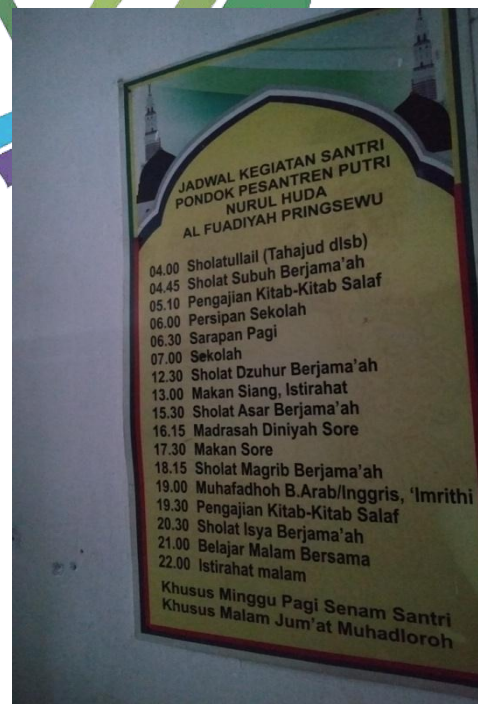 JADWAL KEGIATAN SANTRI
PONDOK PESANTREN PUTRI
NURUL HUDA
AL FUADIYAH PRINGSEWU
04.00 Sholatullail (Tahajud dlsb)
04.45 Sholat Subuh Berjama'ah
05.10 Pengajian Kitab-Kitab Salaf
06.00 Persipan Sekolah
06.30 Sarapan Pagi
07.00 Sekolah
12.30 Sholat Dzuhur Berjama'ah
13.00 Makan Siang, Istirahat
15.30 Sholat Asar Berjama'ah
16.15 Madrasah Diniyah Sore
17.30 Makan Sore
18.15 Sholat Magrib Berjama'ah
19.00 Muhafadhoh B.Arab/Inggris, 'Imrithi
19.30 Pengajian Kitab-Kitab Salaf
20.30 Sholat Isya Berjama'ah
21.00 Belajar Malam Bersama
22.00 Istirahat malam
Khusus Minggu Pagi Senam Santri
Khusus Malam Jum'at Muhadloroh